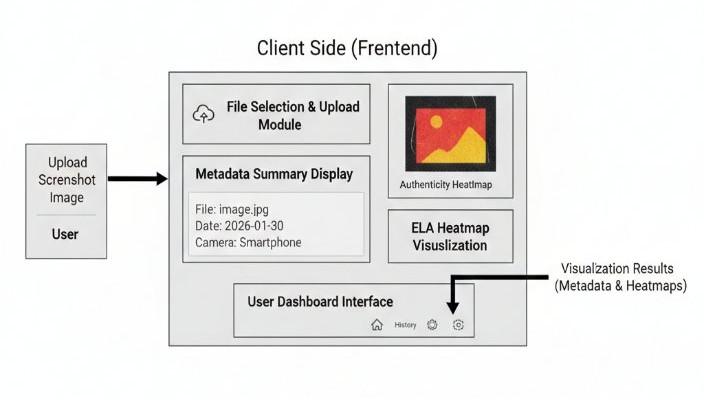 Client Side (Frentend)
Upload
Screnshot
Image
User
File Selection & Upload
Module
Metadata Summary Display
File: image.jpg
Date: 2026-01-30
Camera: Smartphone
Authenticity Heatlmap
ELA Heatmap
Visuslization
User Dashboard Interface
History
Visualization Results
(Metadata & Heatmaps)